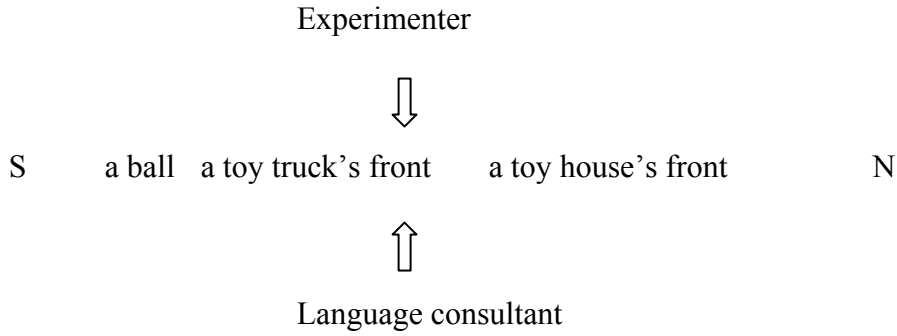 Experimenter
S a ball a toy truck’s front a toy house’s front N
Language consultant